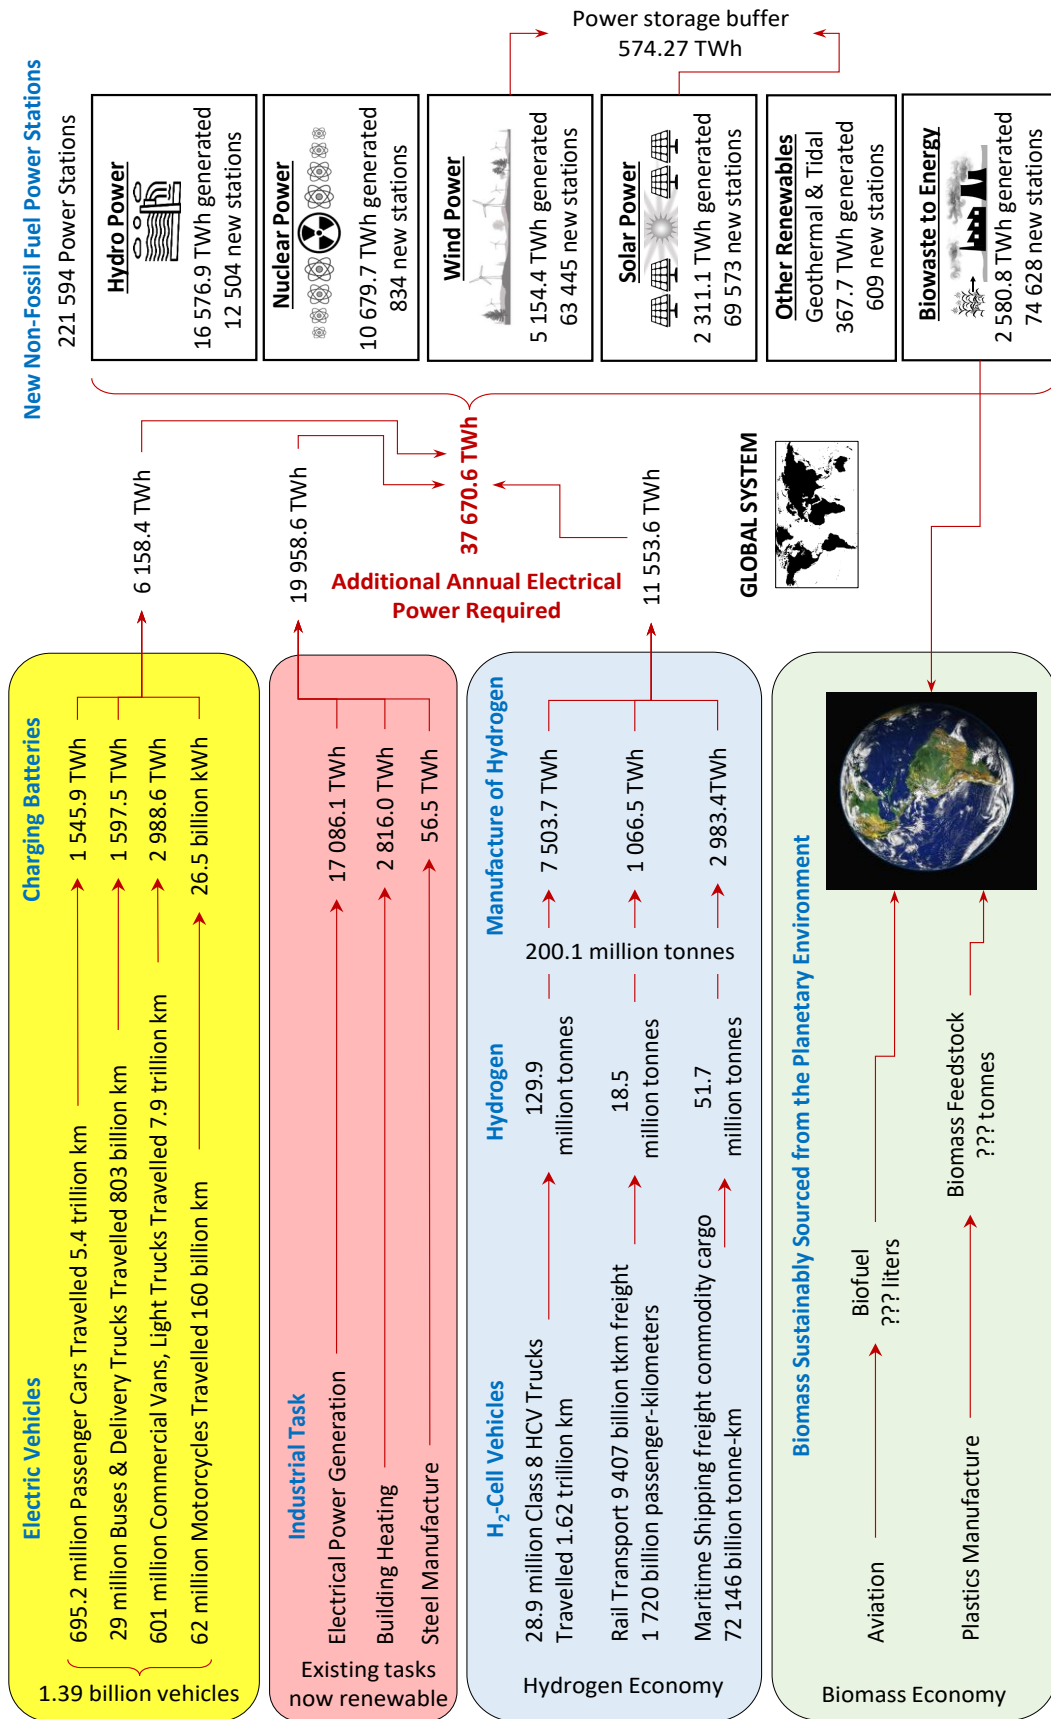 Electric Vehicles
Charging Batteries
1.39 billion vehicles
695.2 million Passenger Cars Travelled 5.4 trillion km
1 545.9 TWh
29 million Buses & Delivery Trucks Travelled 803 billion km
1 597.5 TWh
601 million Commercial Vans, Light Trucks Travelled 7.9 trillion km
2 988.6 TWh
62 million Motorcycles Travelled 160 billion km
26.5 billion kWh
6 158.4 TWh
Industrial Task
Existing tasks
now renewable
Electrical Power Generation
17 086.1 TWh
Building Heating
2 816.0 TWh
Steel Manufacture
56.5 TWh
19 958.6 TWh
Additional Annual Electrical
Power Required
37 670.6 TWh
H₂-Cell Vehicles
Hydrogen
Manufacture of Hydrogen
Hydrogen Economy
28.9 million Class 8 HCV Trucks
Travelled 1.62 trillion km
129.9
million tonnes
7 503.7 TWh
Rail Transport 9 407 billion tkm freight
1 720 billion passenger-kilometers
18.5
million tonnes
1 066.5 TWh
Maritime Shipping freight commodity cargo
72 146 billion tonne-km
51.7
million tonnes
2 983.4TWh
200.1 million tonnes
11 553.6 TWh
Biomass Sustainably Sourced from the Planetary Environment
Biomass Economy
Aviation
Biofuel
??? liters
Plastics Manufacture
Biomass Feedstock
??? tonnes
GLOBAL SYSTEM
New Non-Fossil Fuel Power Stations
221 594 Power Stations
Hydro Power
16 576.9 TWh generated
12 504 new stations
Nuclear Power
10 679.7 TWh generated
834 new stations
Wind Power
5 154.4 TWh generated
63 445 new stations
Solar Power
2 311.1 TWh generated
69 573 new stations
Other Renewables
Geothermal & Tidal
367.7 TWh generated
609 new stations
Biowaste to Energy
2 580.8 TWh generated
74 628 new stations
Power storage buffer
574.27 TWh